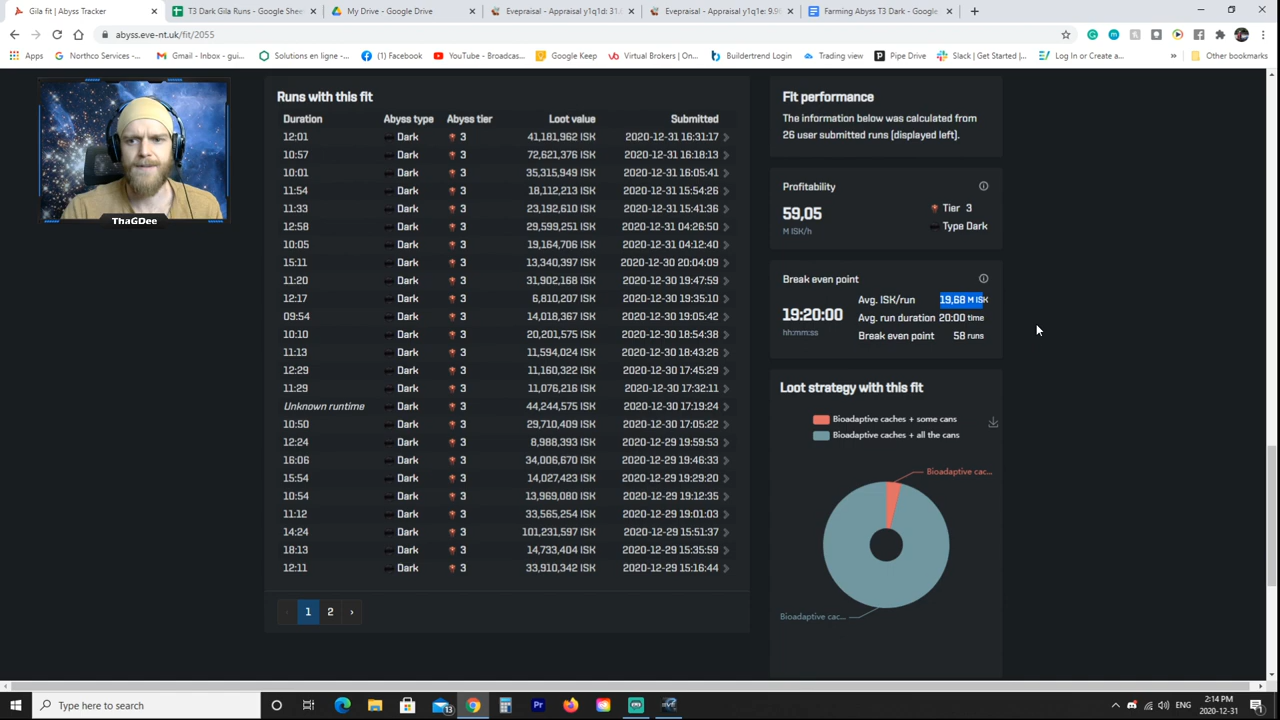 Gila fit | Abyss Tracker
T3 Dark Gila Runs - Google Shee
My Drive - Google Drive
Evepraisal - Appraisal y1q1d: 31.
Evepraisal - Appraisal y1q1e: 9.9
Farming Abyss T3 Dark - Google
abyss.eve-nt.uk/fit/2055
Apps
Northco Services -...
Gmail - Inbox - gui...
Solutions en ligne -...
(1) Facebook
YouTube - Broadcas...
Google Keep
Virtual Brokers | On...
Buildertrend Login
Trading view
Pipe Drive
Slack | Get Started |...
Log In or Create a...
Other bookmarks
ThaGDee
Runs with this fit
Duration Abyss type Abyss tier Loot value Submitted
12:01 Dark 3 41,181,962 ISK 2020-12-31 16:31:17
10:57 Dark 3 72,621,376 ISK 2020-12-31 16:18:13
10:01 Dark 3 35,315,949 ISK 2020-12-31 16:05:41
11:54 Dark 3 18,112,213 ISK 2020-12-31 15:54:26
11:33 Dark 3 23,192,610 ISK 2020-12-31 15:41:36
12:58 Dark 3 29,599,251 ISK 2020-12-31 04:26:50
10:05 Dark 3 19,164,706 ISK 2020-12-31 04:12:40
15:11 Dark 3 13,340,397 ISK 2020-12-30 20:04:09
11:20 Dark 3 31,902,168 ISK 2020-12-30 19:47:59
12:17 Dark 3 6,810,207 ISK 2020-12-30 19:35:10
09:54 Dark 3 14,018,367 ISK 2020-12-30 19:05:42
10:10 Dark 3 20,201,575 ISK 2020-12-30 18:54:38
11:13 Dark 3 11,594,024 ISK 2020-12-30 18:43:26
12:29 Dark 3 11,160,322 ISK 2020-12-30 17:45:29
11:29 Dark 3 11,076,216 ISK 2020-12-30 17:32:11
Unknown runtime Dark 3 44,244,575 ISK 2020-12-30 17:19:24
10:50 Dark 3 29,710,409 ISK 2020-12-30 17:05:22
12:24 Dark 3 8,988,393 ISK 2020-12-29 19:59:53
16:06 Dark 3 34,006,670 ISK 2020-12-29 19:46:33
15:54 Dark 3 14,027,423 ISK 2020-12-29 19:29:20
10:54 Dark 3 13,969,080 ISK 2020-12-29 19:12:35
11:12 Dark 3 33,565,254 ISK 2020-12-29 19:01:03
14:24 Dark 3 101,231,597 ISK 2020-12-29 15:51:37
18:13 Dark 3 14,733,404 ISK 2020-12-29 15:35:59
12:11 Dark 3 33,910,342 ISK 2020-12-29 15:16:44
1 2 ›
Fit performance
The information below was calculated from
26 user submitted runs (displayed left).
Profitability
59,05
M ISK/h
Tier 3
Type Dark
Break even point
19:20:00
hh:mm:ss
Avg. ISK/run 19,68 M ISK
Avg. run duration 20:00 time
Break even point 58 runs
Loot strategy with this fit
Bioadaptive caches + some cans
Bioadaptive caches + all the cans
Bioadaptive cac...
Bioadaptive cac...
Type here to search
13
ENG
2:14 PM
2020-12-31